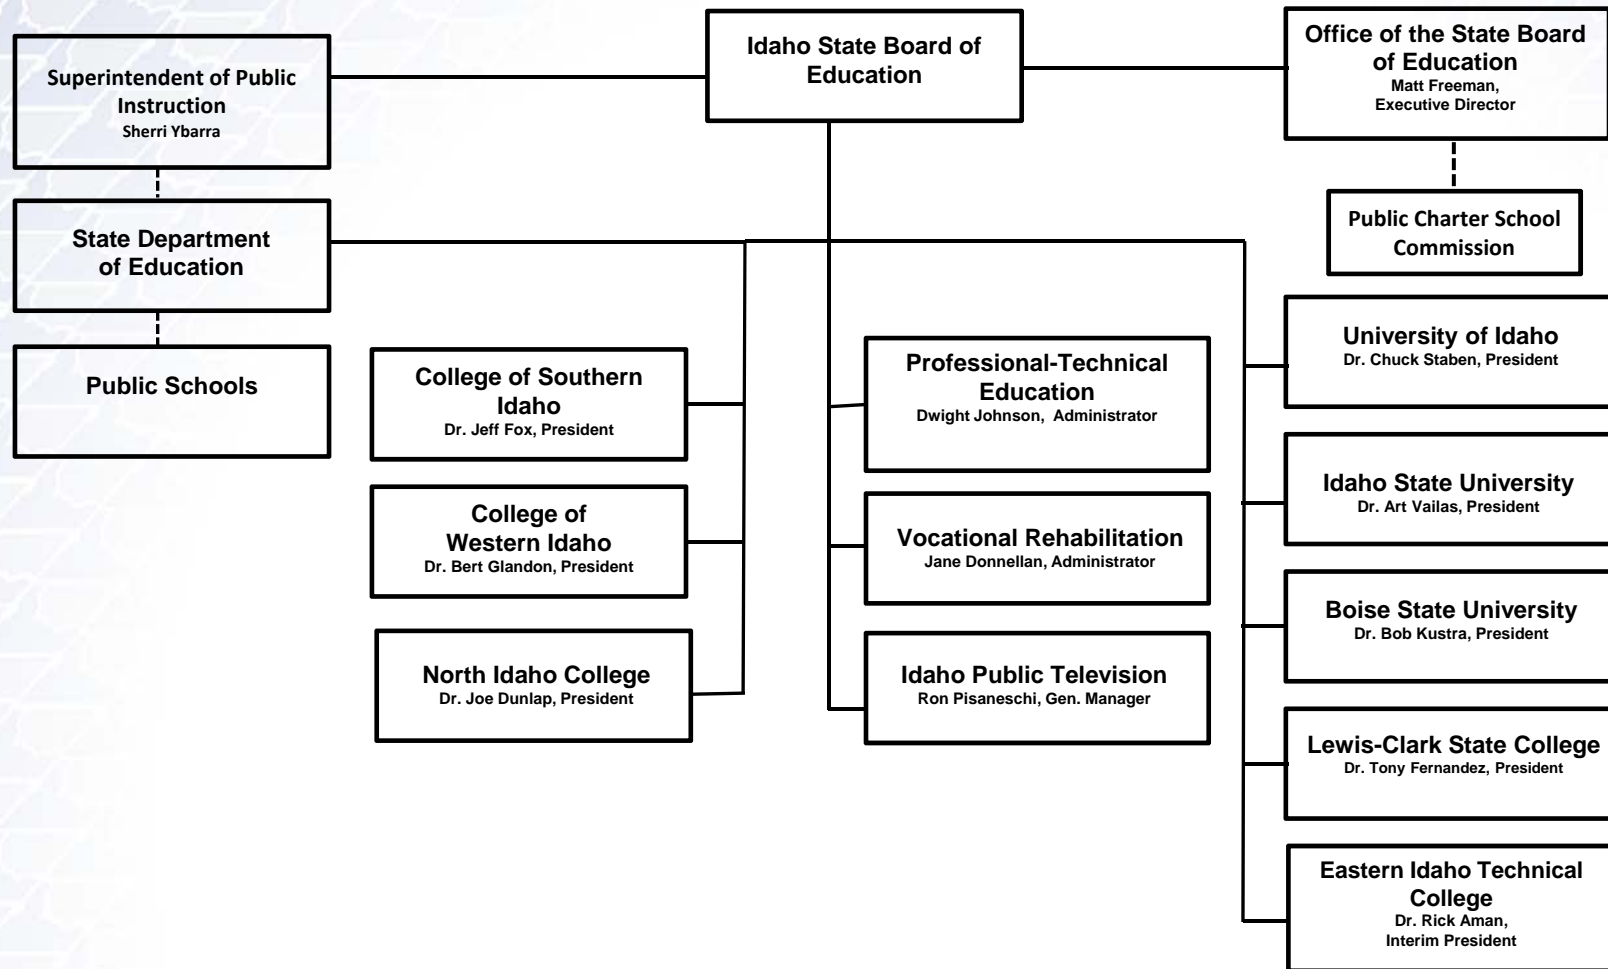 Idaho State Board of
Education
Superintendent of Public
Instruction
Sherri Ybarra
Office of the State Board
of Education
Matt Freeman,
Executive Director
State Department
of Education
Public Charter School
Commission
Public Schools
College of Southern
Idaho
Dr. Jeff Fox, President
College of
Western Idaho
Dr. Bert Glandon, President
North Idaho College
Dr. Joe Dunlap, President
Professional-Technical
Education
Dwight Johnson, Administrator
Vocational Rehabilitation
Jane Donnellan, Administrator
Idaho Public Television
Ron Pisaneschi, Gen. Manager
University of Idaho
Dr. Chuck Staben, President
Idaho State University
Dr. Art Vailas, President
Boise State University
Dr. Bob Kustra, President
Lewis-Clark State College
Dr. Tony Fernandez, President
Eastern Idaho Technical
College
Dr. Rick Aman,
Interim President